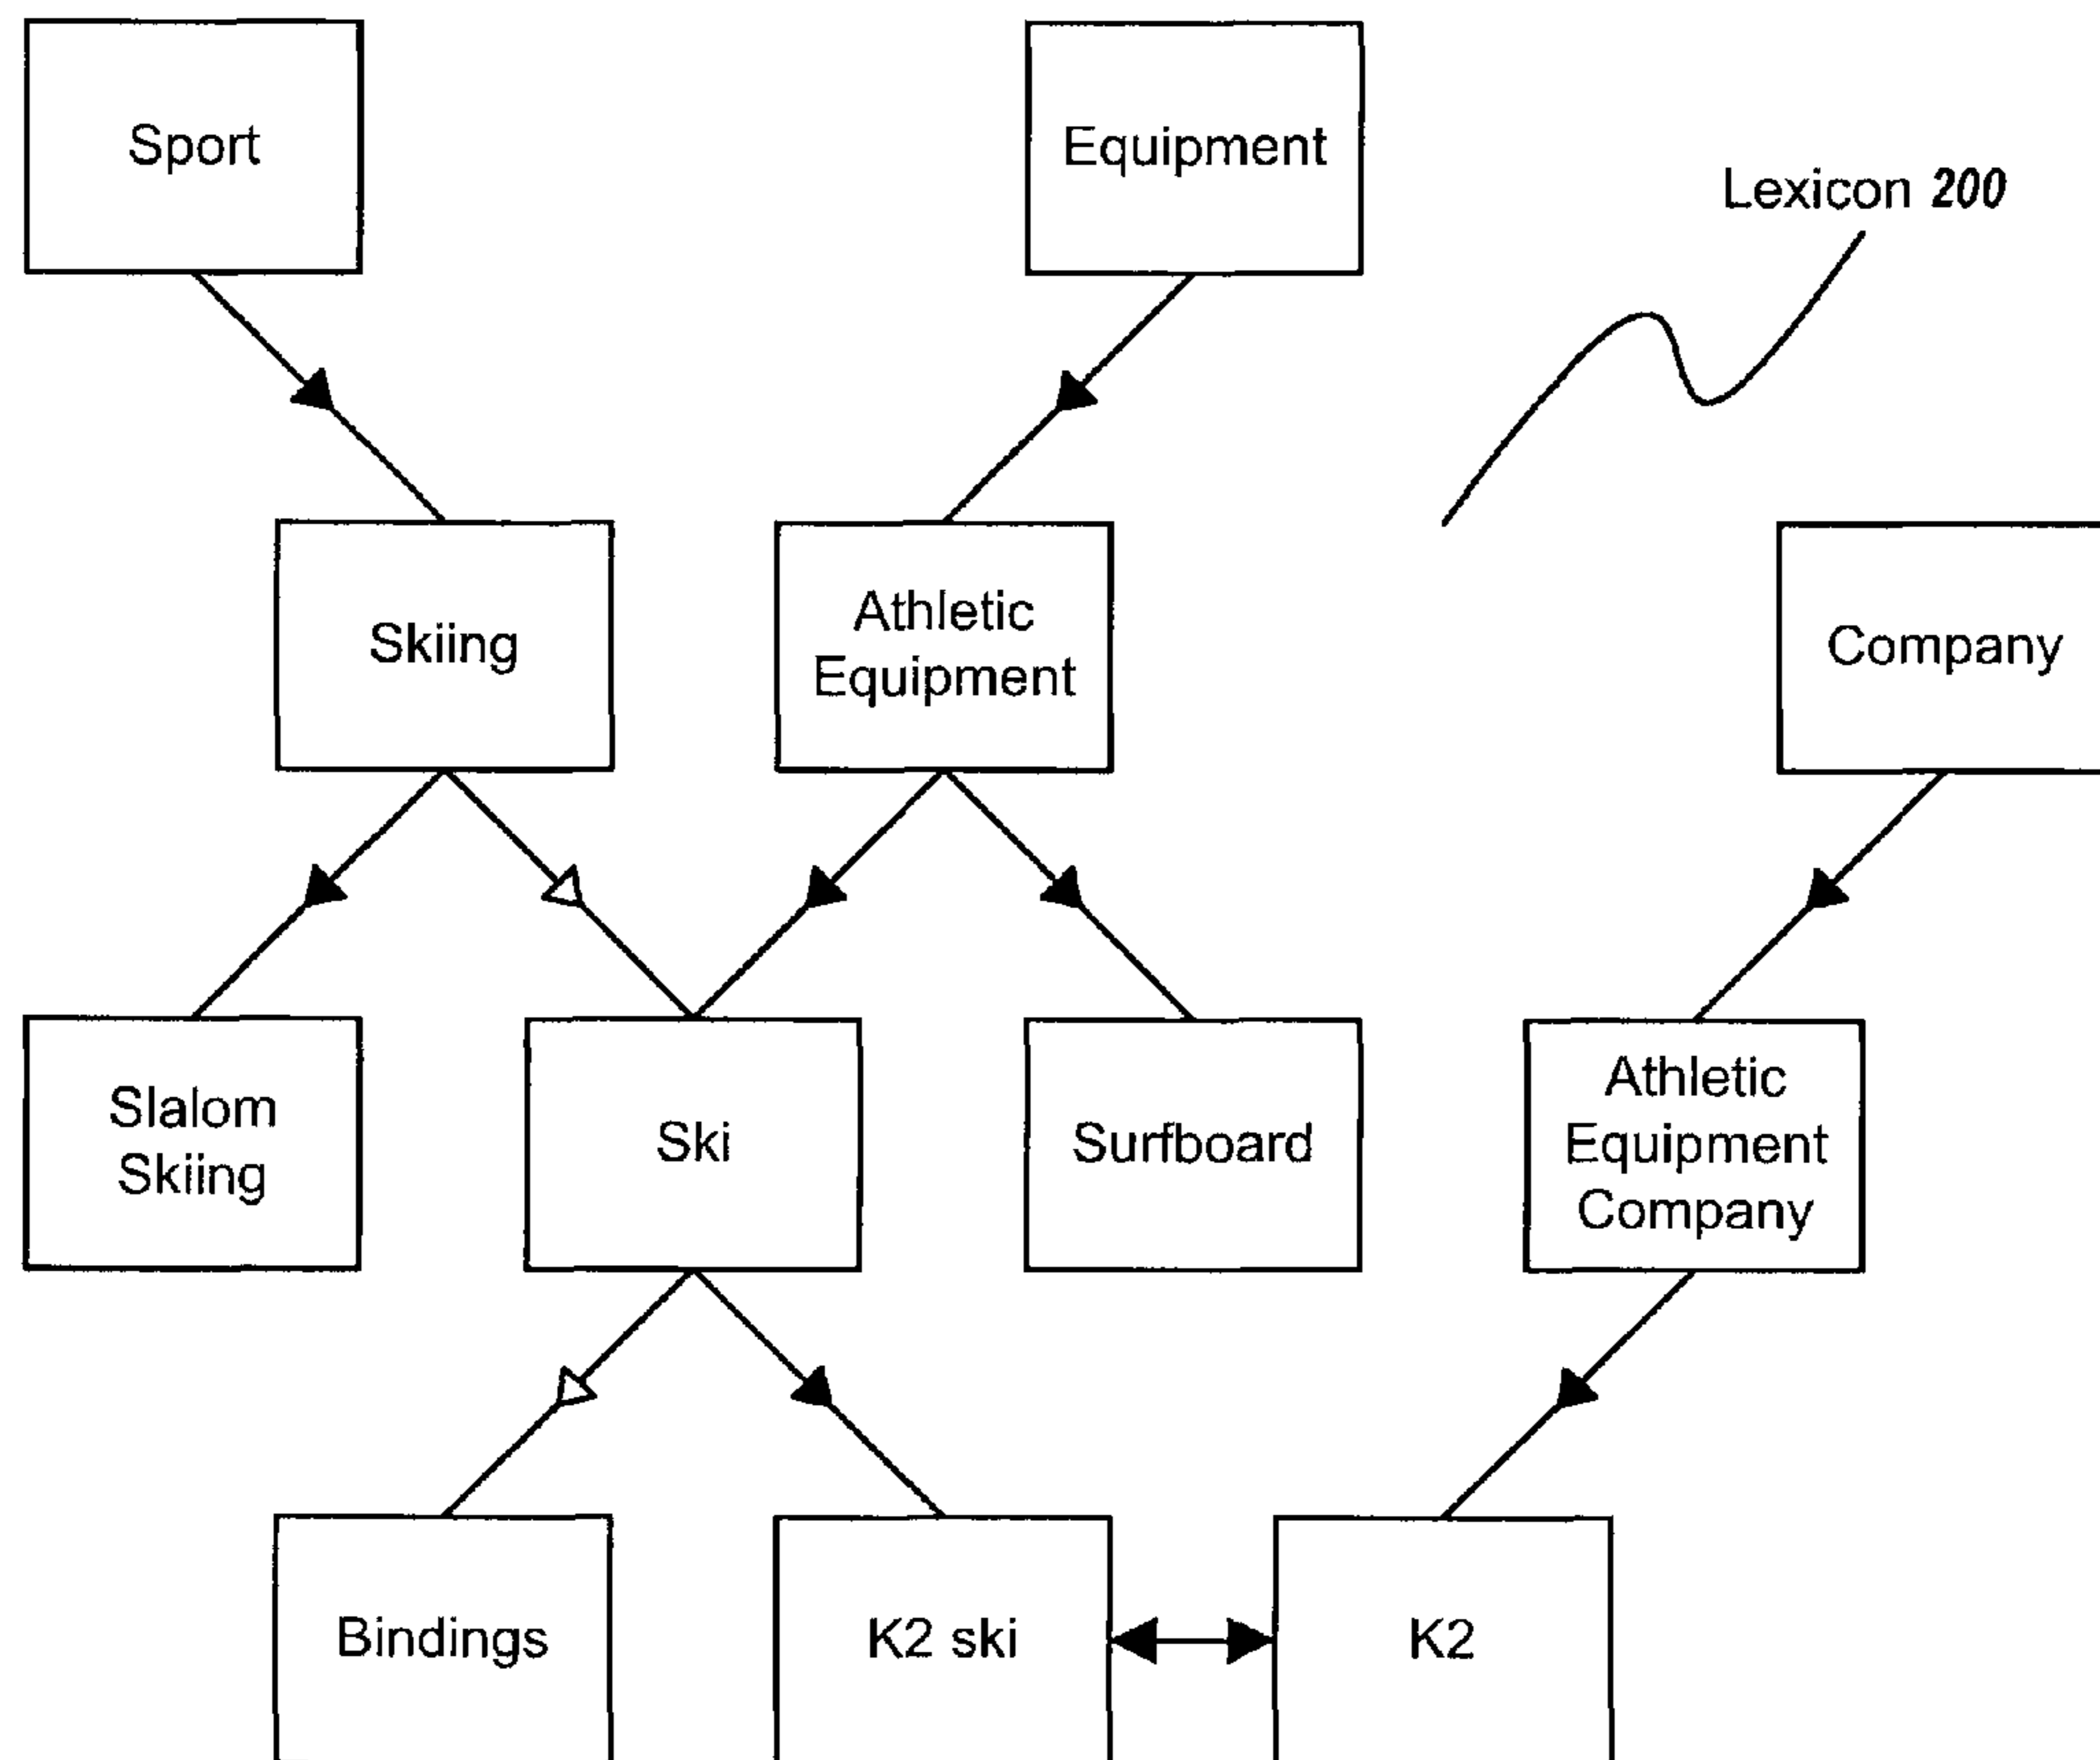 Sport
Equipment
Lexicon 200
Skiing
Athletic
Equipment
Company
Slalom
Skiing
Ski
Surfboard
Athletic
Equipment
Company
Bindings
K2 ski
K2